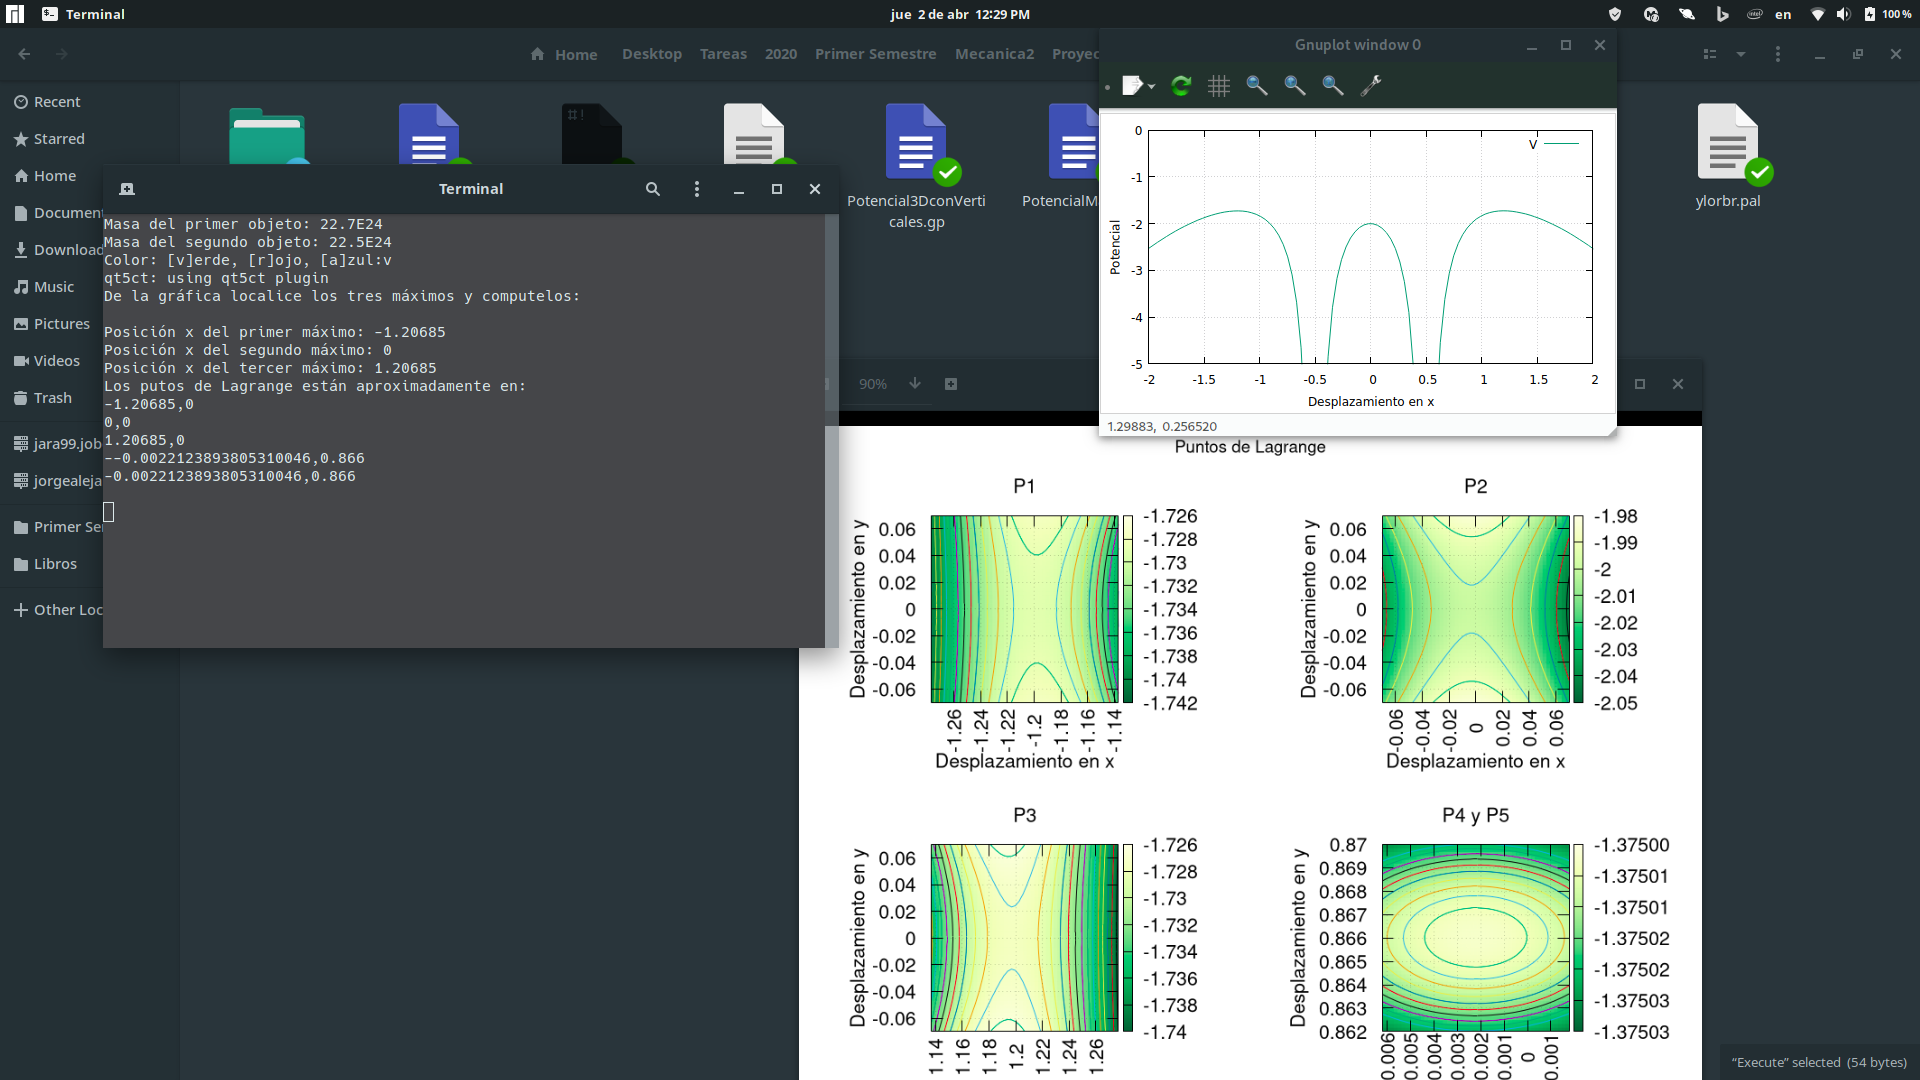 Terminal
jue 2 de abr 12:29 PM
en
100 %
Home
Desktop
Tareas
2020
Primer Semestre
Mecanica2
Proyec
Recent
Starred
Home
Documen
Download
Music
Pictures
Videos
Trash
jara99.job
jorgealeja
Primer Se
Libros
Other Loc
Potencial3DconVerti
cales.gp
PotencialM
ylorbr.pal
Terminal
Masa del primer objeto: 22.7E24
Masa del segundo objeto: 22.5E24
Color: [v]erde, [r]ojo, [a]zul:v
qt5ct: using qt5ct plugin
De la gráfica localice los tres máximos y computelos:
Posición x del primer máximo: -1.20685
Posición x del segundo máximo: 0
Posición x del tercer máximo: 1.20685
Los putos de Lagrange están aproximadamente en:
-1.20685,0
0,0
1.20685,0
--0.0022123893805310046,0.866
-0.0022123893805310046,0.866
Gnuplot window 0
V
0
-1
-2
-3
-4
-5
Potencial
-2 -1.5 -1 -0.5 0 0.5 1 1.5 2
Desplazamiento en x
1.29883, 0.256520
90%
Puntos de Lagrange
P1
Desplazamiento en y
0.06
0.04
0.02
0
-0.02
-0.04
-0.06
-1.26 -1.24 -1.22 -1.2 -1.18 -1.16 -1.14
Desplazamiento en x
-1.726
-1.728
-1.73
-1.732
-1.734
-1.736
-1.738
-1.74
-1.742
P2
Desplazamiento en y
0.06
0.04
0.02
0
-0.02
-0.04
-0.06
-0.06 -0.04 -0.02 0 0.02 0.04 0.06
Desplazamiento en x
-1.98
-1.99
-2
-2.01
-2.02
-2.03
-2.04
-2.05
P3
Desplazamiento en y
0.06
0.04
0.02
0
-0.02
-0.04
-0.06
1.14 1.16 1.18 1.2 1.22 1.24 1.26
-1.726
-1.728
-1.73
-1.732
-1.734
-1.736
-1.738
-1.74
P4 y P5
Desplazamiento en y
0.87
0.869
0.868
0.867
0.866
0.865
0.864
0.863
0.862
0.006 0.005 0.004 0.003 0.002 0.001 0 0.001
-1.37500
-1.37501
-1.37501
-1.37502
-1.37502
-1.37503
-1.37503
“Execute” selected (54 bytes)